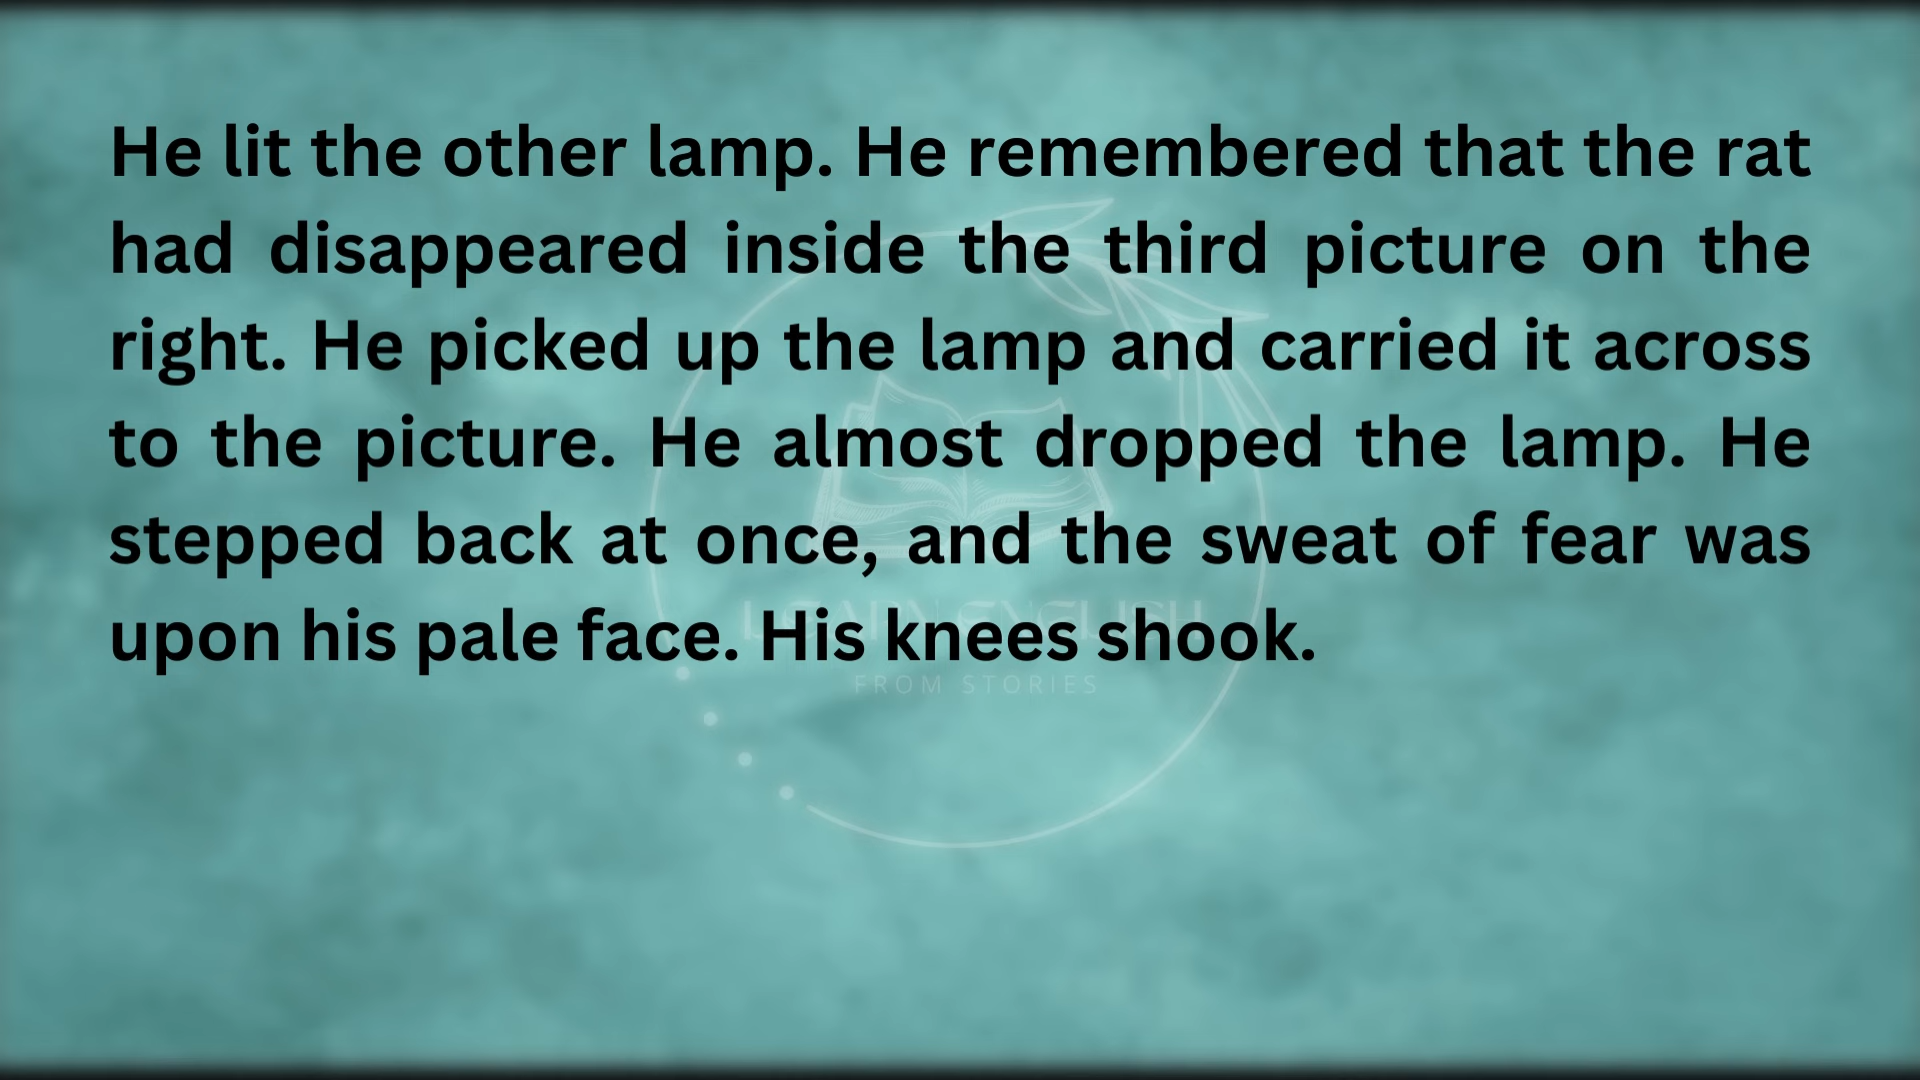 He lit the other lamp. He remembered that the rat
had disappeared inside the third picture on the
right. He picked up the lamp and carried it across
to the picture. He almost dropped the lamp. He
stepped back at once, and the sweat of fear was
upon his pale face. His knees shook.
LEARN ENGLISH
FROM STORIES